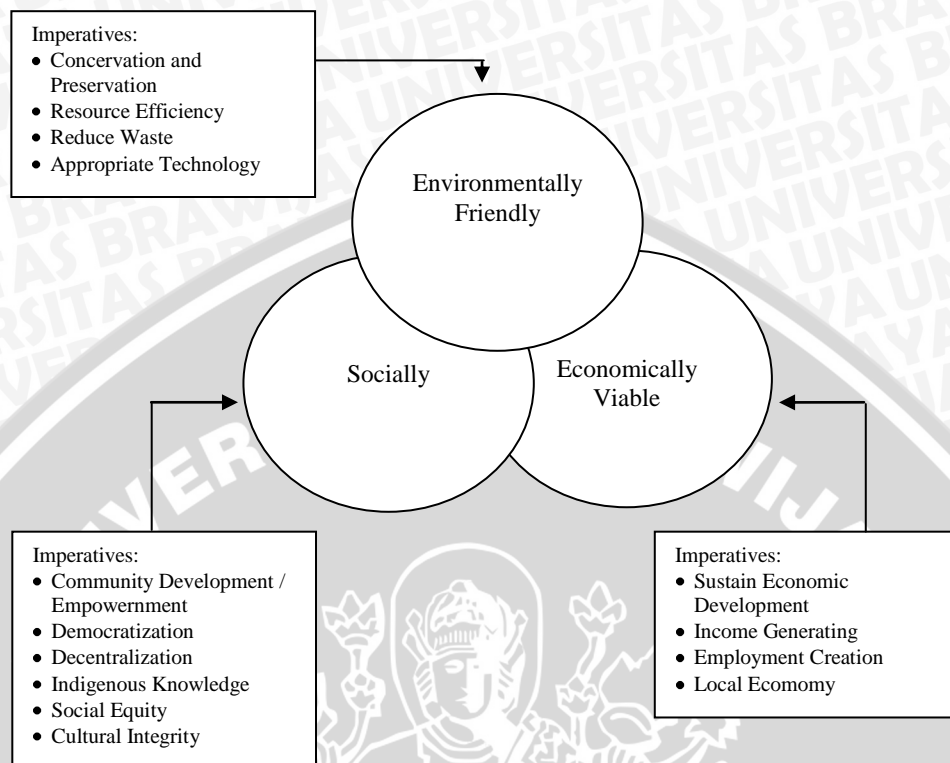 Imperatives:
• Concervation and
Preservation
• Resource Efficiency
• Reduce Waste
• Appropriate Technology
Environmentally
Friendly
Socially
Economically
Viable
Imperatives:
• Community Development /
Empowernment
• Democratization
• Decentralization
• Indigenous Knowledge
• Social Equity
• Cultural Integrity
Imperatives:
• Sustain Economic
Development
• Income Generating
• Employment Creation
• Local Ecomomy